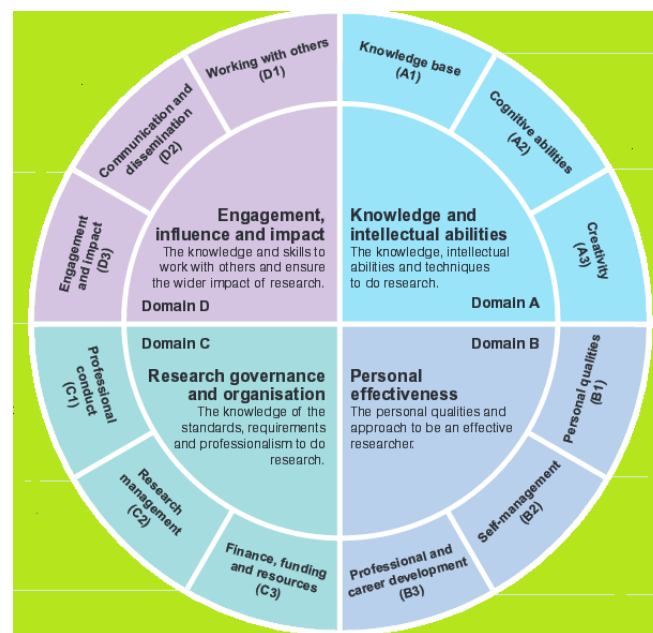 Working with others
(D1)
Knowledge base
(A1)
Communication and
dissemination
(D2)
Cognitive abilities
(A2)
Engagement
and impact
(D3)
Creativity
(A3)
Engagement,
influence and impact
The knowledge and skills to
work with others and ensure
the wider impact of research.
Domain D
Knowledge and
intellectual abilities
The knowledge, intellectual
abilities and techniques
to do research.
Domain A
Domain C
Research governance
and organisation
The knowledge of the
standards, requirements
and professionalism to do
research.
Domain B
Personal
effectiveness
The personal qualities and
approach to be an effective
researcher.
Professional
conduct
(C1)
Personal qualities
(B1)
Research
management
(C2)
Self-management
(B2)
Finance, funding
and resources
(C3)
Professional and
career development
(B3)